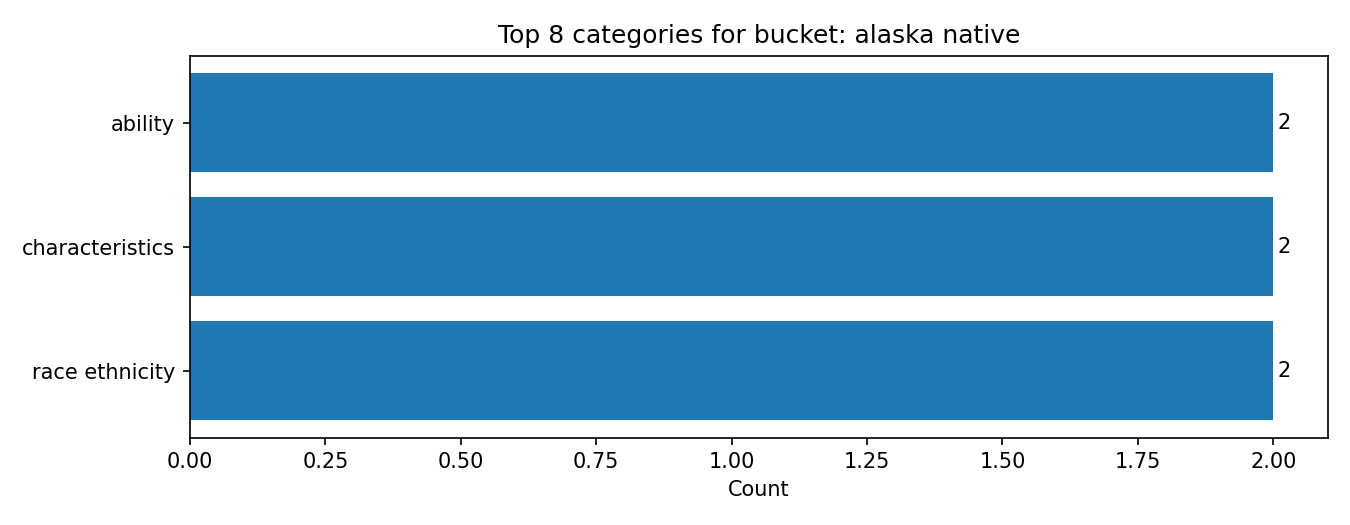 Top 8 categories for bucket: alaska native
ability
2
characteristics
2
race ethnicity
2
0.00 0.25 0.50 0.75 1.00 1.25 1.50 1.75 2.00
Count